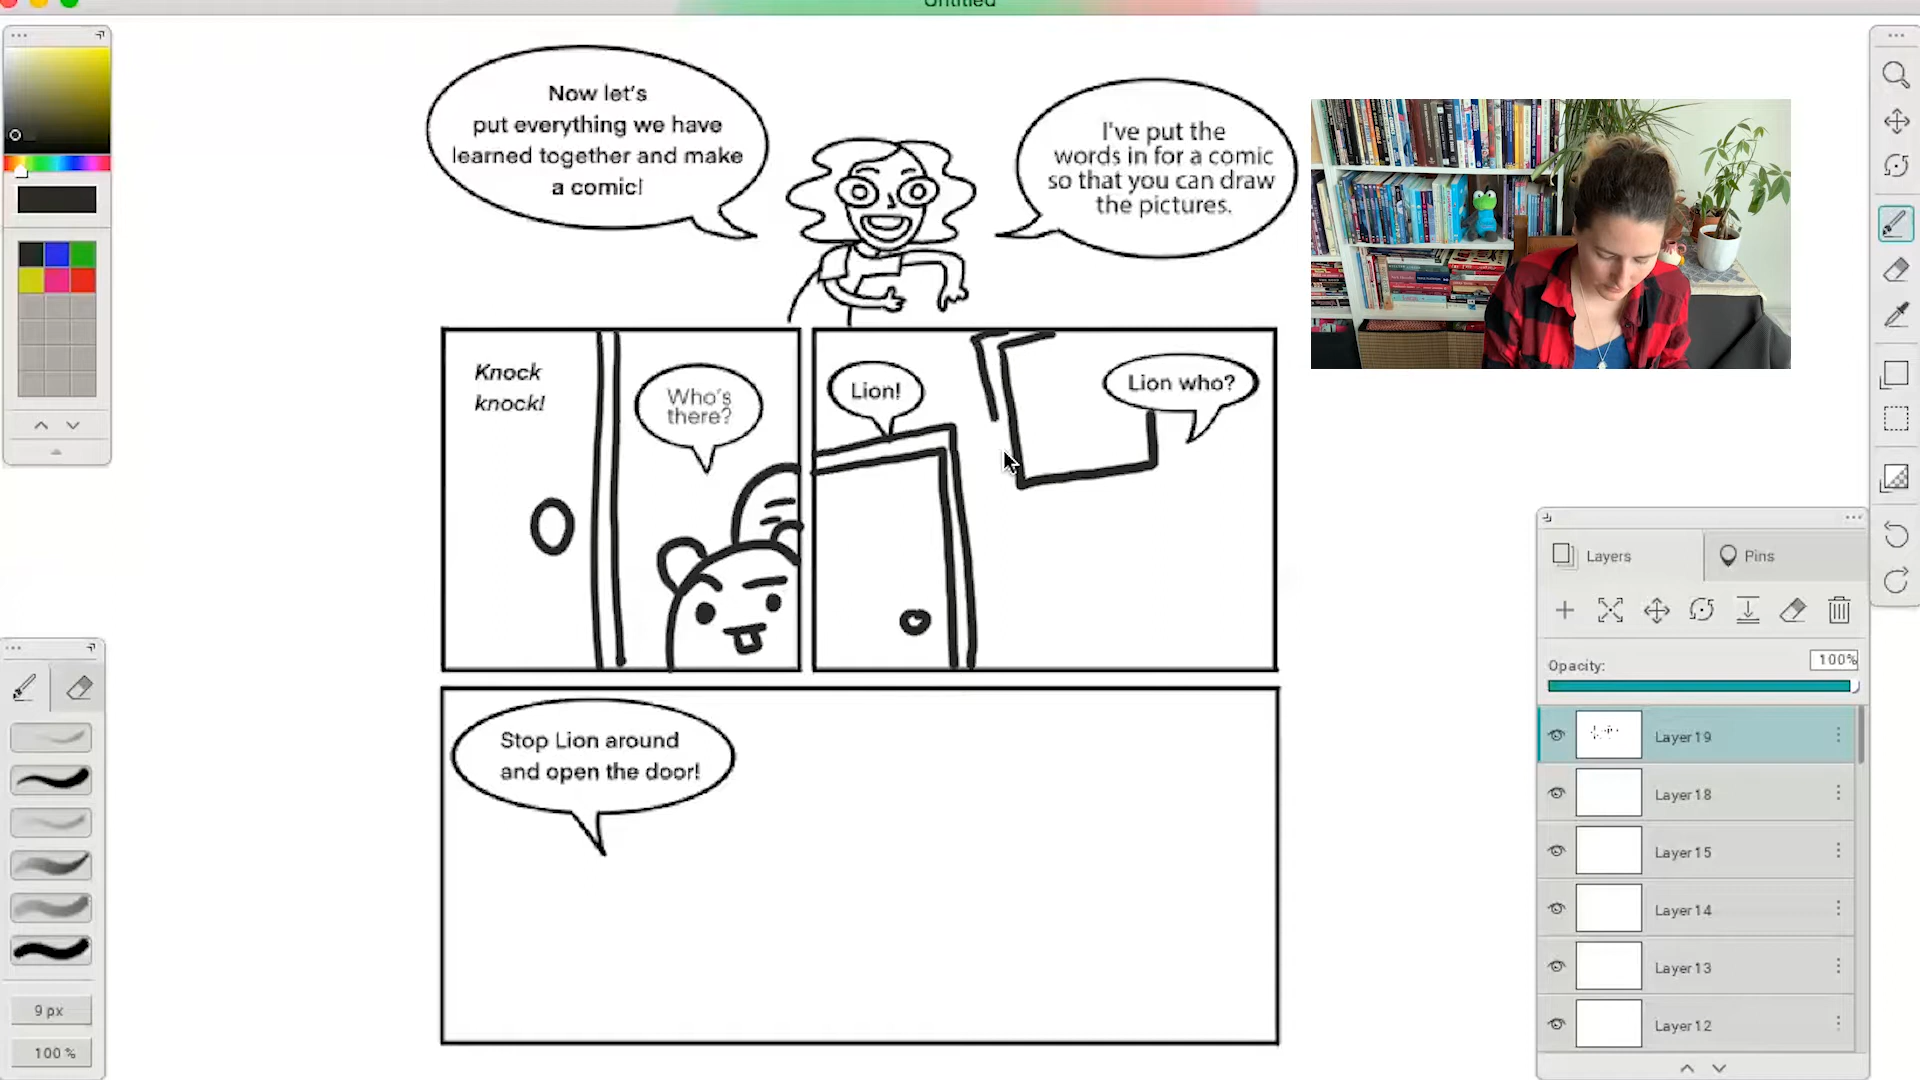 Untitled
Now let's
put everything we have
learned together and make
a comic!
I've put the
words in for a comic
so that you can draw
the pictures.
Knock
knock!
Who's
there?
Lion!
Lion who?
Stop Lion around
and open the door!
9 px
100 %
Layers
Pins
Opacity:
100%
Layer 19
Layer 18
Layer 15
Layer 14
Layer 13
Layer 12